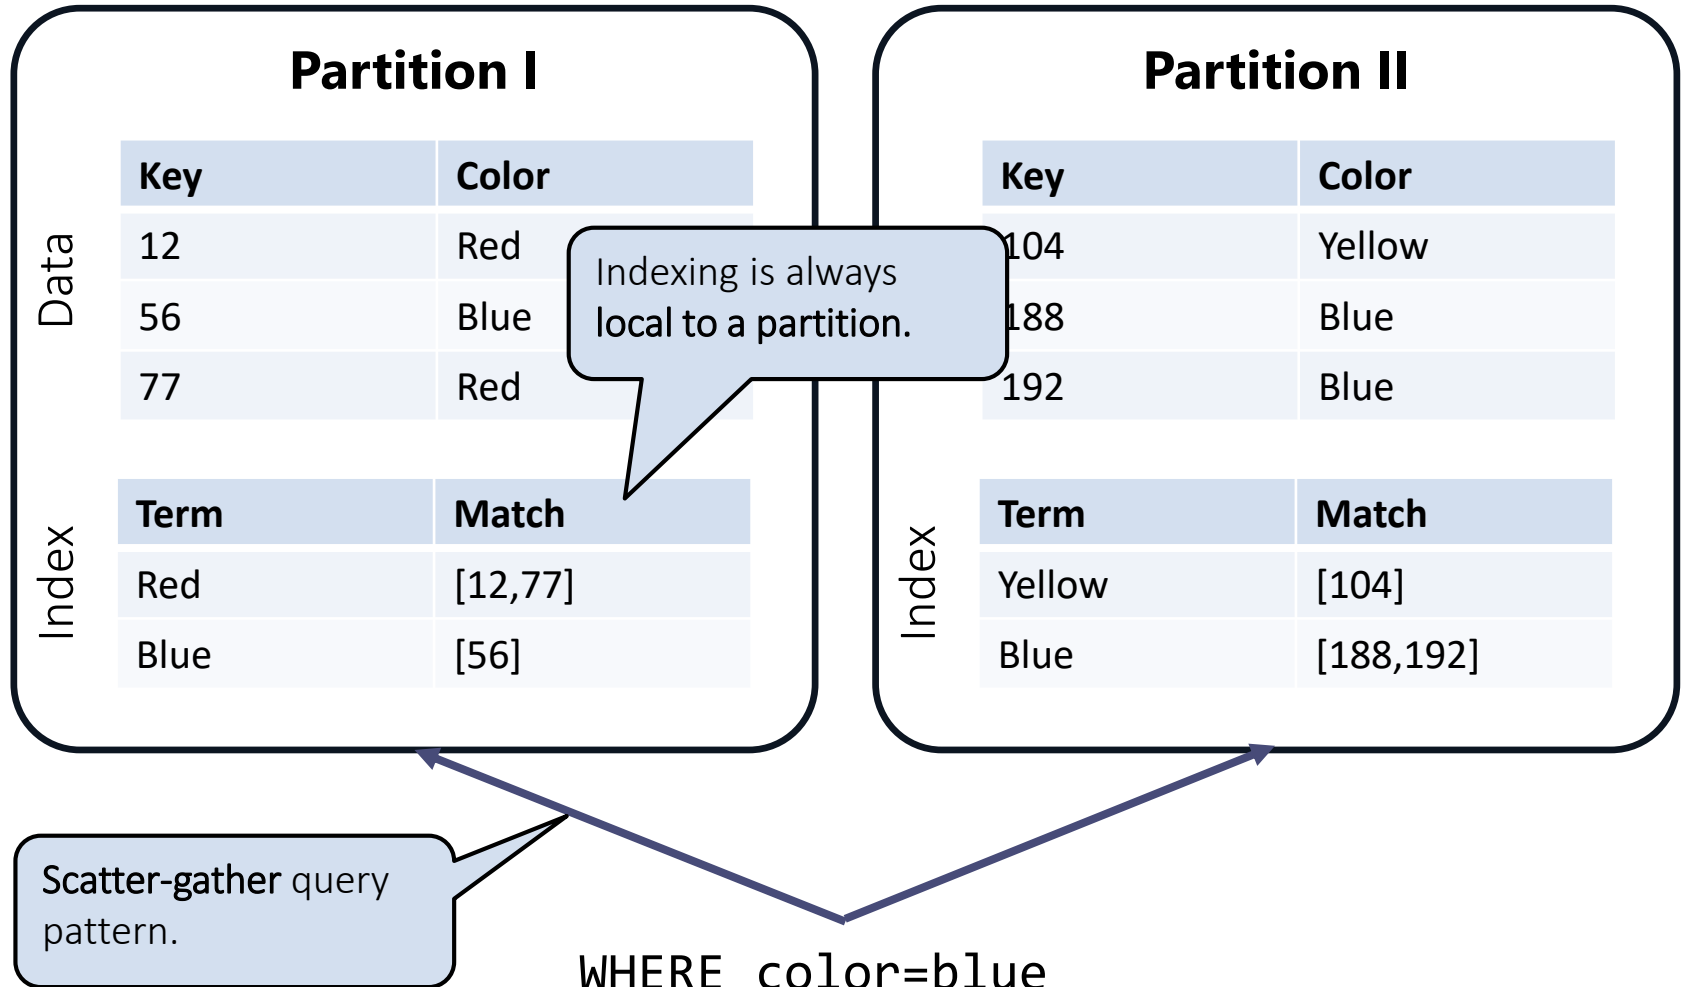 Partition I
Data
Key Color
12 Red
56 Blue
77 Red
Index
Term Match
Red [12,77]
Blue [56]
Indexing is always
local to a partition.
Partition II
Key Color
104 Yellow
188 Blue
192 Blue
Index
Term Match
Yellow [104]
Blue [188,192]
Scatter-gather query
pattern.
WHERE color=blue